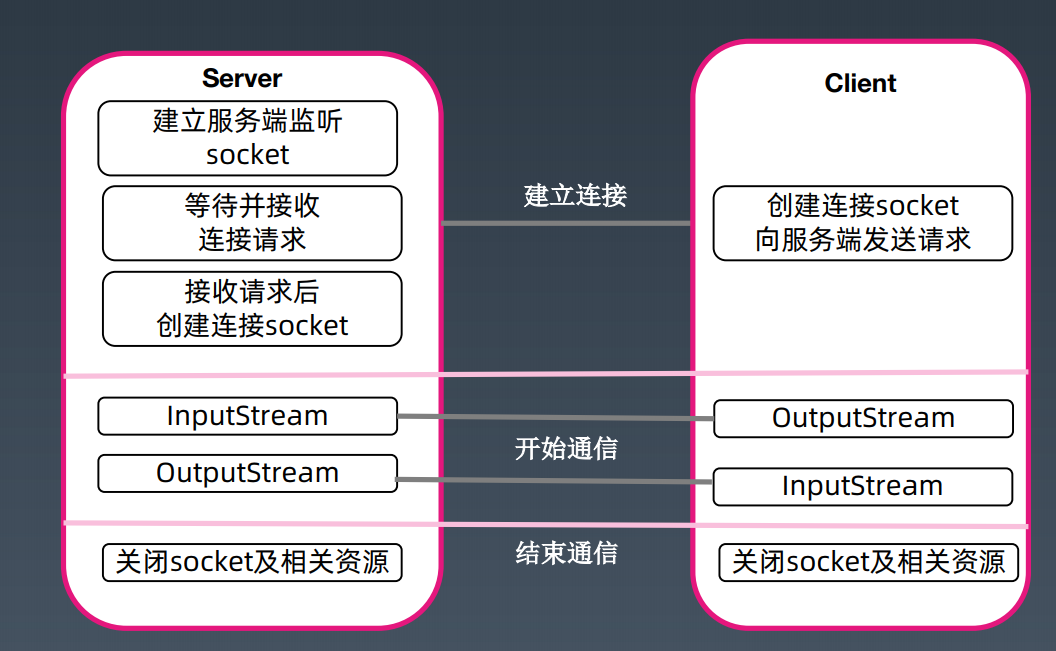 Server
建立服务端监听
socket
等待并接收
连接请求
接收请求后
创建连接socket
建立连接
Client
创建连接socket
向服务端发送请求
InputStream
OutputStream
开始通信
OutputStream
InputStream
关闭socket及相关资源
结束通信
关闭socket及相关资源